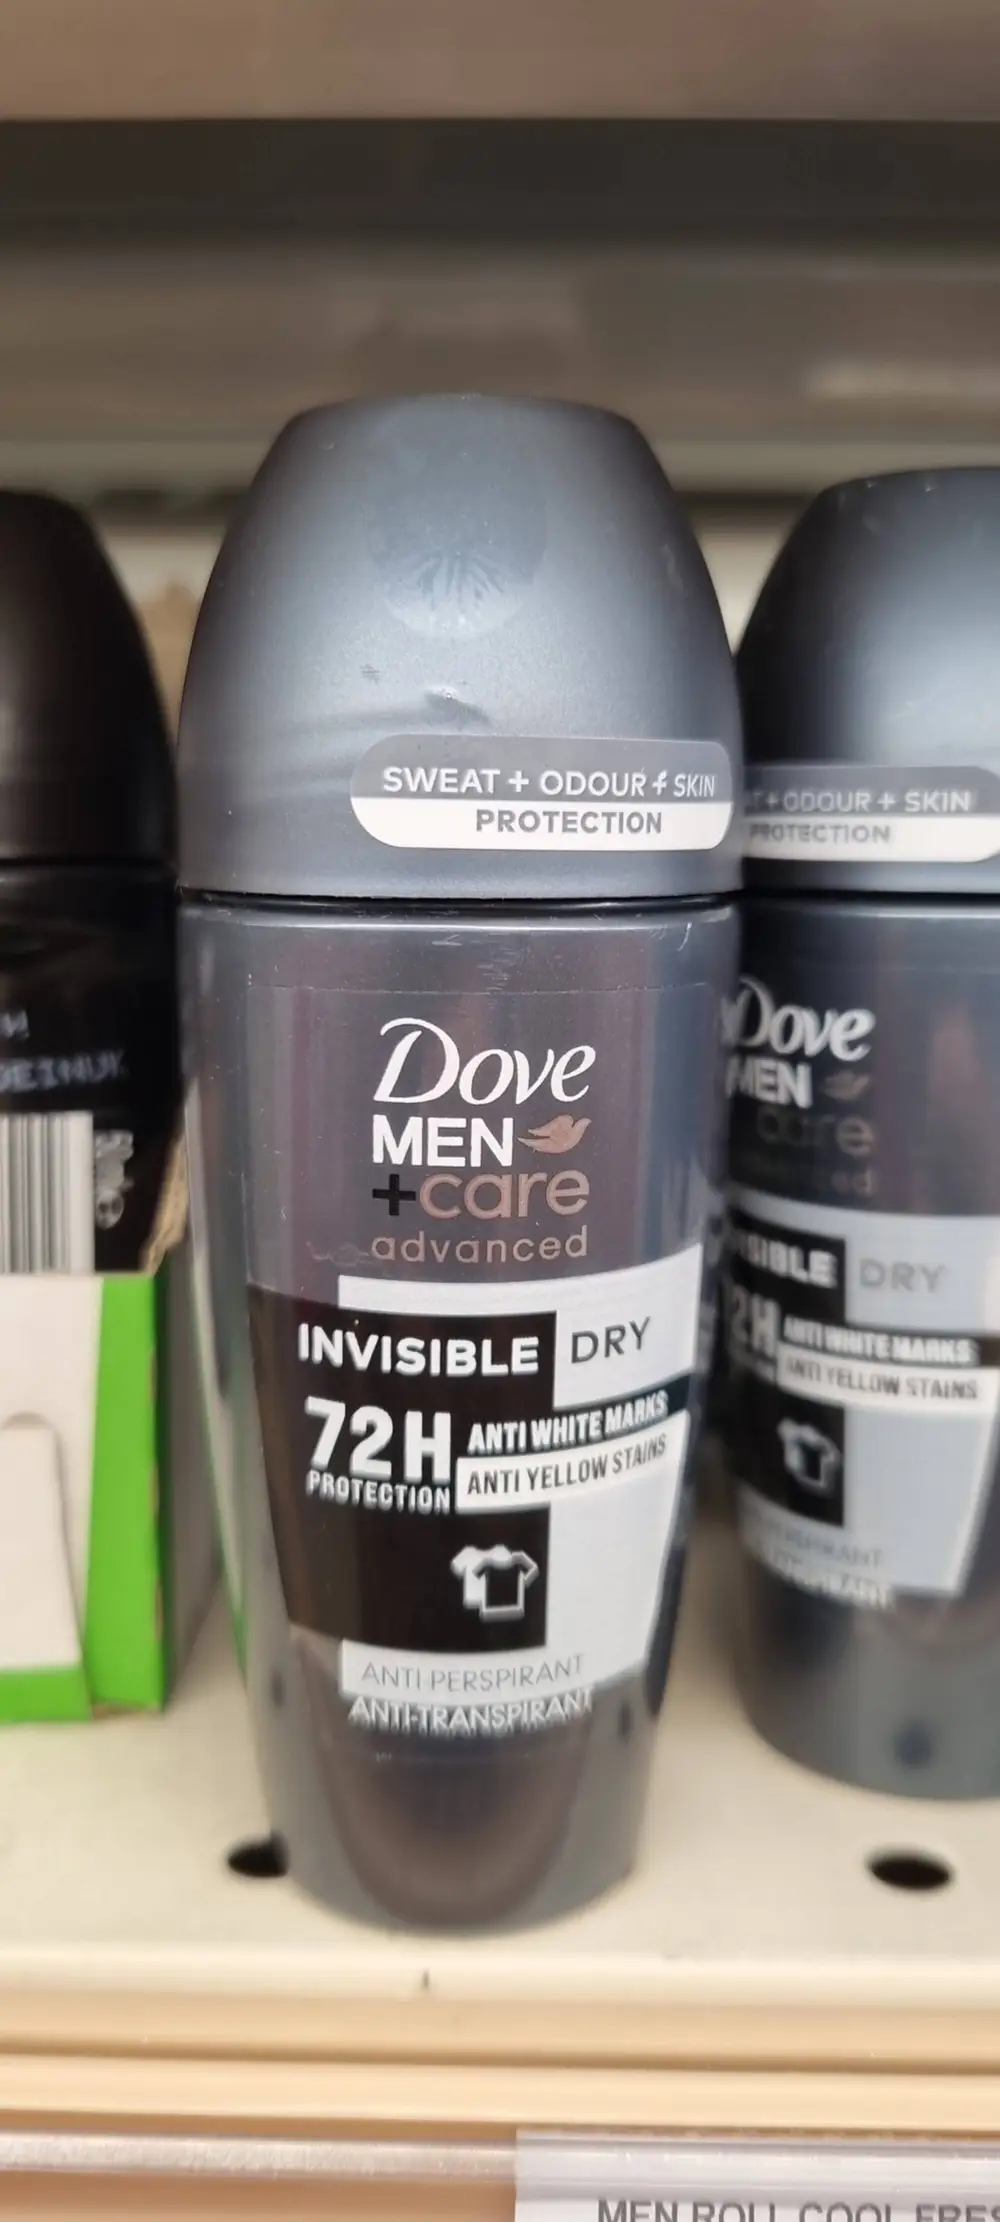 SWEAT + ODOUR + SKIN
PROTECTION
Dove
MEN
+care
advanced
INVISIBLE DRY
72H
PROTECTION
ANTI WHITE MARKS
ANTI YELLOW STAINS
ANTI PERSPIRANT
ANTI-TRANSPIRANT
+ ODOUR + SKIN
PROTECTION
Dove
MEN
care
DRY
ANTI WHITE MARKS
ANTI YELLOW STAINS
MEN ROLL COOL